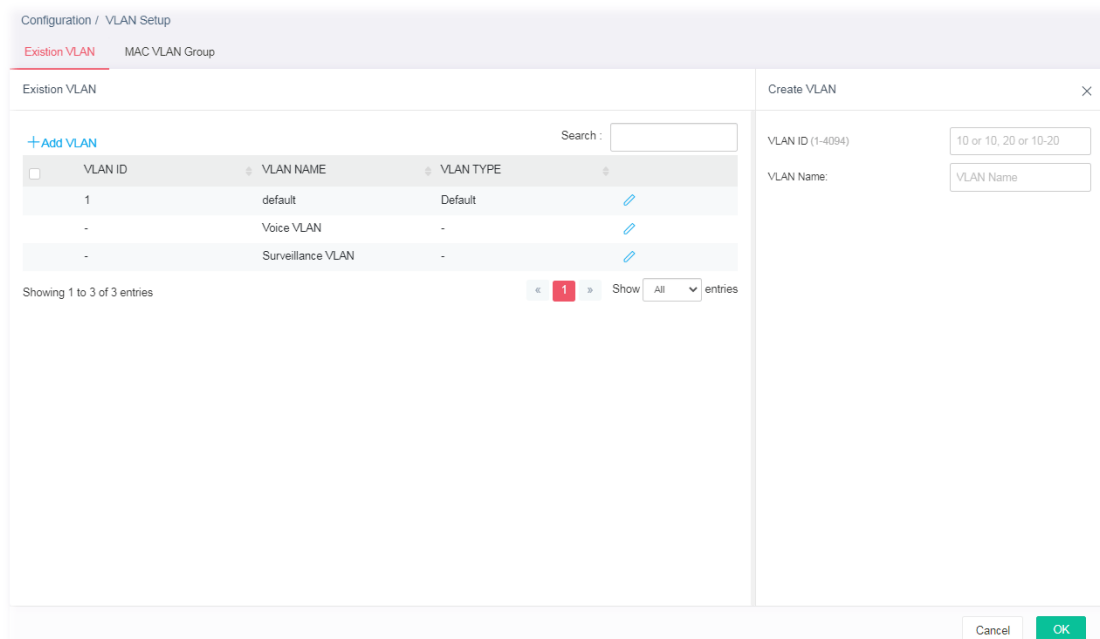 Configuration / VLAN Setup
Existion VLAN MAC VLAN Group
Existion VLAN
Create VLAN
+Add VLAN
Search :
VLAN ID VLAN NAME VLAN TYPE
1 default Default
- Voice VLAN -
- Surveillance VLAN -
Showing 1 to 3 of 3 entries
« 1 » Show All entries
VLAN ID (1-4094) 10 or 10, 20 or 10-20
VLAN Name: VLAN Name
Cancel OK